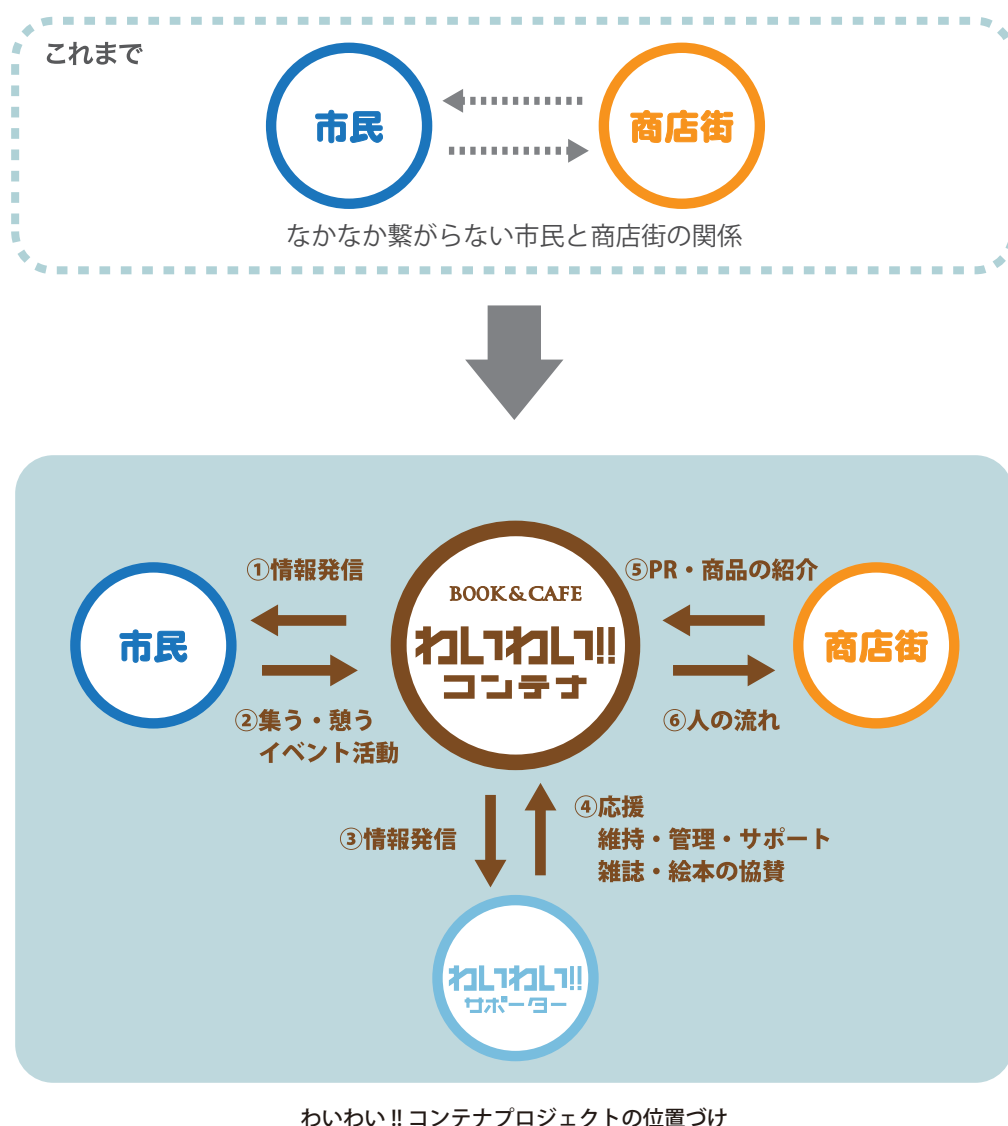 これまで
市民
商店街
なかなか繋がらない市民と商店街の関係
①情報発信
⑤PR・商品の紹介
BOOK&CAFE
わいわい!!
コンテナ
市民
商店街
②集う・憩う
イベント活動
⑥人の流れ
③情報発信
④応援
維持・管理・サポート
雑誌・絵本の協賛
わいわい!!
サポーター
わいわい!!コンテナプロジェクトの位置づけ